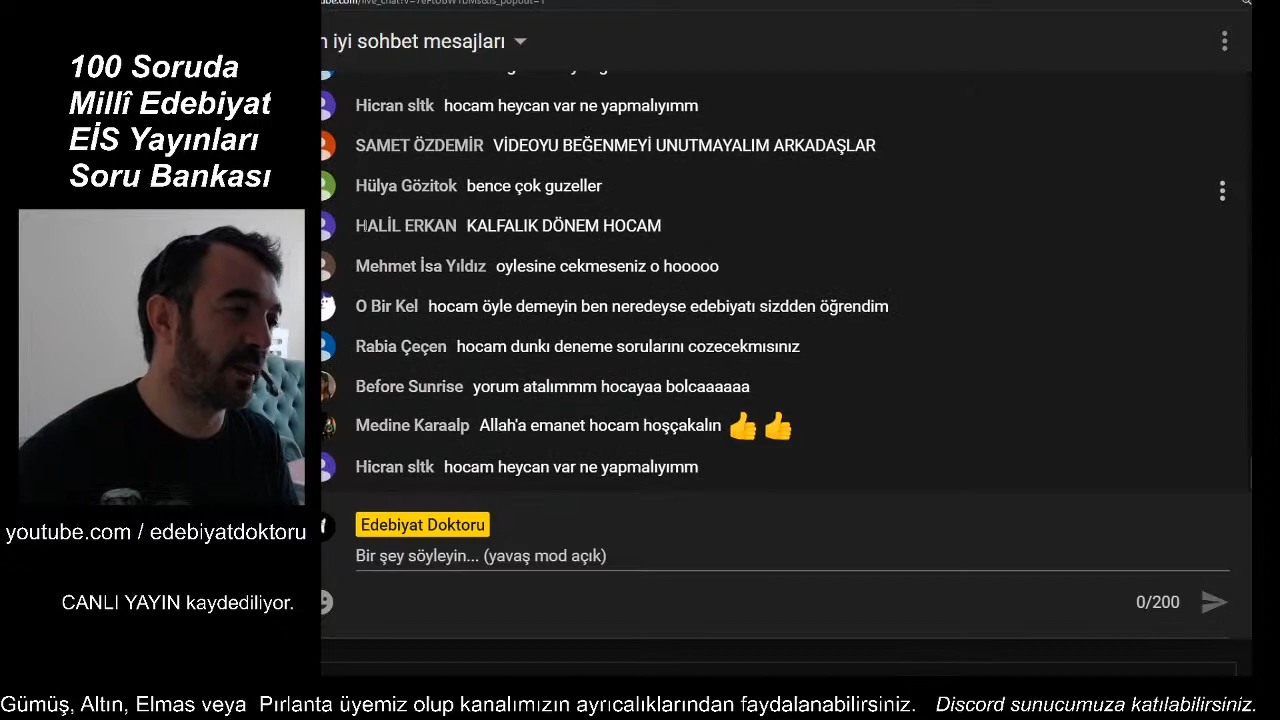 100 Soruda
Millî Edebiyat
EİS Yayınları
Soru Bankası
youtube.com / edebiyatdoktoru
CANLI YAYIN kaydediliyor.
n iyi sohbet mesajları
Hicran sltk hocam heycan var ne yapmalıyımm
SAMET ÖZDEMİR VİDEOYU BEĞENMEYİ UNUTMAYALIM ARKADAŞLAR
Hülya Gözitok bence çok guzeller
HALİL ERKAN KALFALIK DÖNEM HOCAM
Mehmet İsa Yıldız oylesine cekmeseniz o hooooo
O Bir Kel hocam öyle demeyin ben neredeyse edebiyatı sizdden öğrendim
Rabia Çeçen hocam dunkı deneme sorularını cozecekmısınız
Before Sunrise yorum atalımmm hocayaa bolcaaaaaa
Medine Karaalp Allah'a emanet hocam hoşçakalın 👍 👍
Hicran sltk hocam heycan var ne yapmalıyımm
Edebiyat Doktoru
Bir şey söyleyin... (yavaş mod açık)
0/200
Gümüş, Altın, Elmas veya Pırlanta üyemiz olup kanalımızın ayrıcalıklarından faydalanabilirsiniz. Discord sunucumuza katılabilirsiniz.